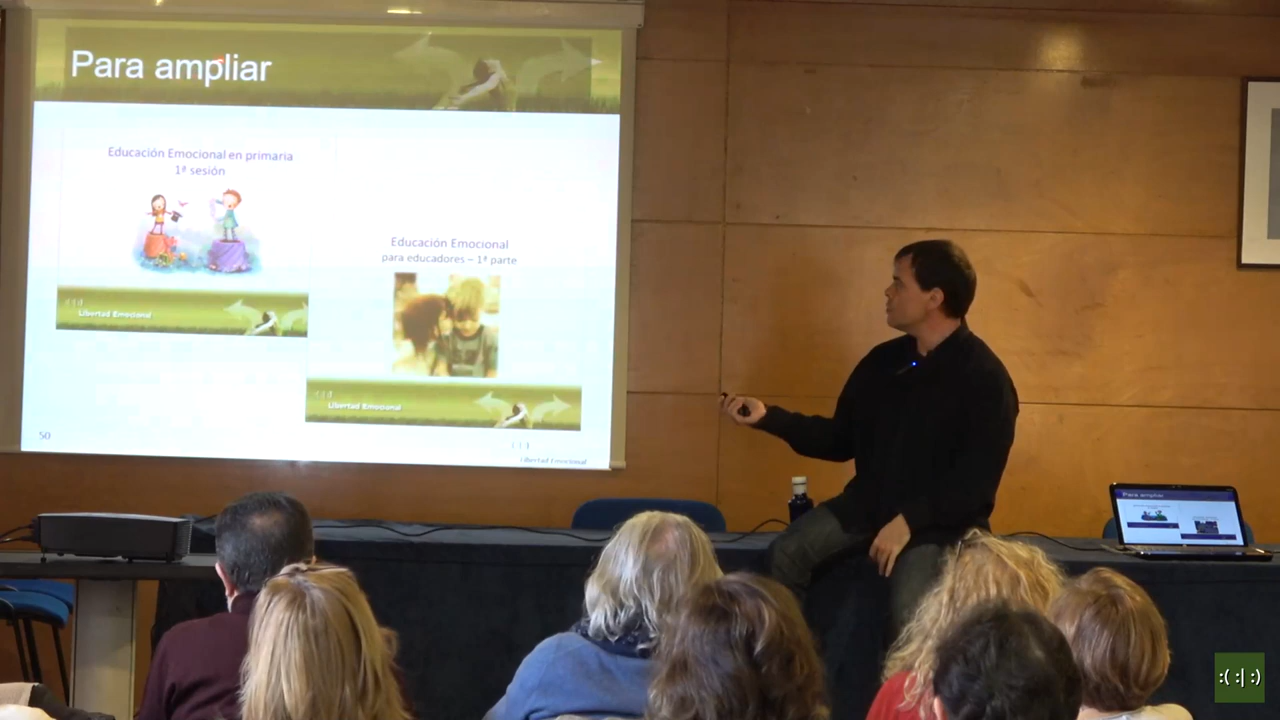 Para ampliar
Educación Emocional en primaria
1ª sesión
Libertad Emocional
Educación Emocional
para educadores – 1ª parte
Libertad Emocional
50
Libertad Emocional
Para ampliar
:( :| :)